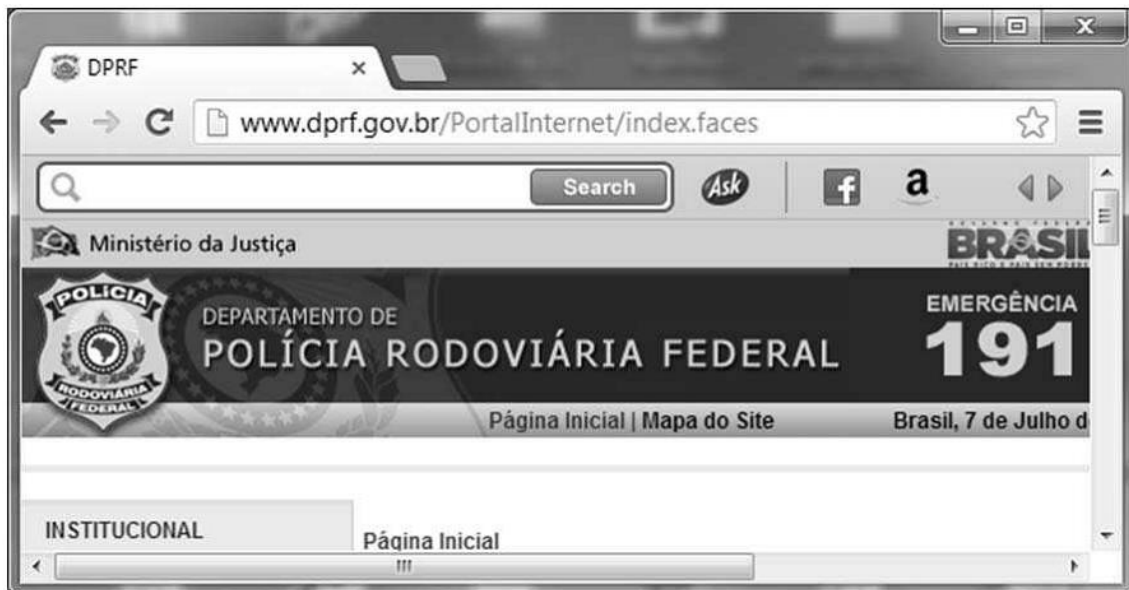 DPRF
www.dprf.gov.br/PortalInternet/index.faces
Search Ask f a
Ministério da Justiça
BRASIL
POLICIA
RODOVIÁRIA
FEDERAL
DEPARTAMENTO DE
POLÍCIA RODOVIÁRIA FEDERAL
EMERGÊNCIA
191
Página Inicial | Mapa do Site
Brasil, 7 de Julho d
INSTITUCIONAL
Página Inicial